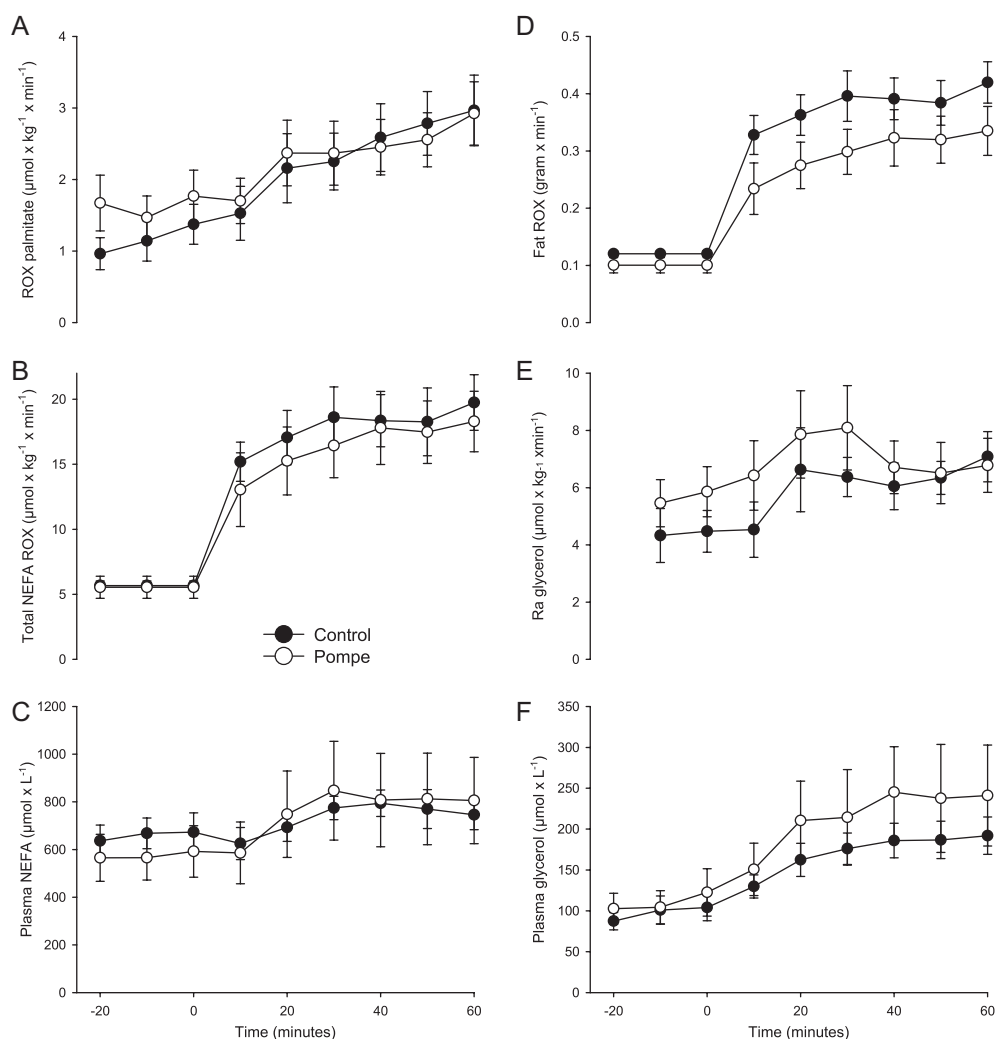 A
ROX palmitate (µmol x kg⁻¹ x min⁻¹)
4
3
2
1
0
B
Total NEFA ROX (µmol x kg⁻¹ x min⁻¹)
20
15
10
5
0
Control
Pompe
C
Plasma NEFA (µmol x L⁻¹)
1200
1000
800
600
400
200
0
-20
0
20
40
60
Time (minutes)
D
Fat ROX (gram x min⁻¹)
0.5
0.4
0.3
0.2
0.1
0.0
E
Ra glycerol (µmol x kg-1 xmin⁻¹)
10
8
6
4
2
0
F
Plasma glycerol (µmol x L⁻¹)
350
300
250
200
150
100
50
0
-20
0
20
40
60
Time (minutes)